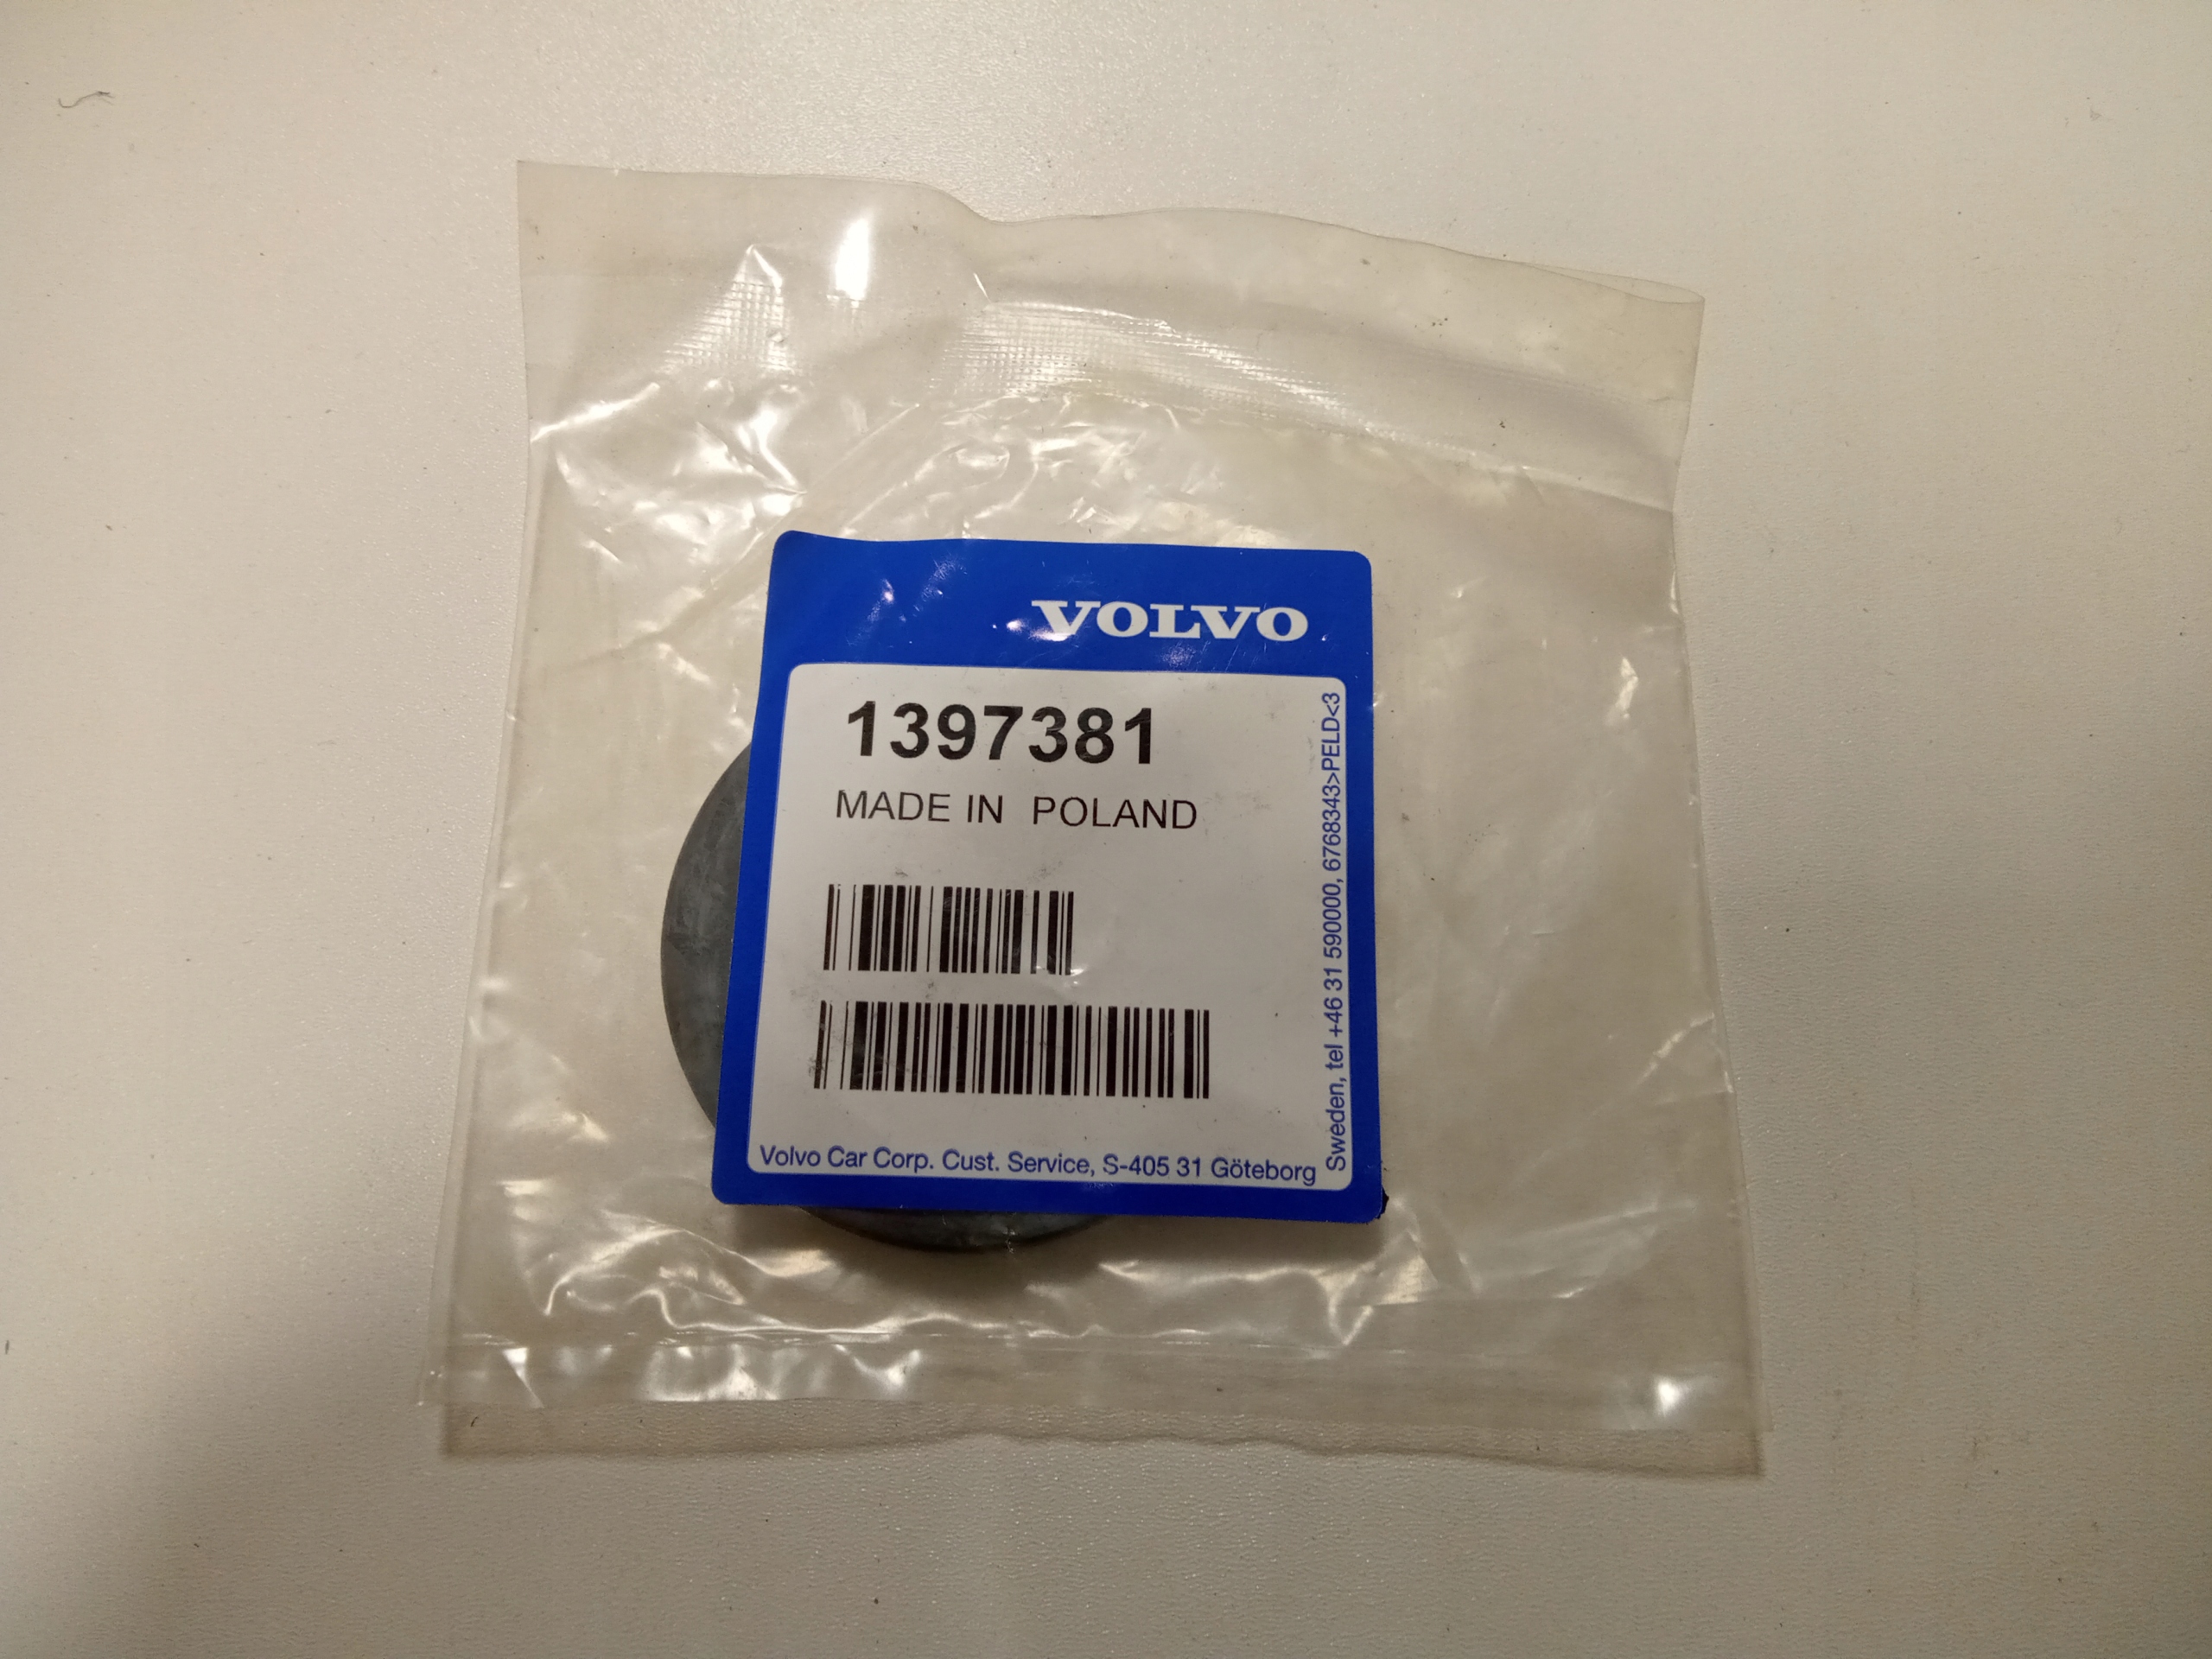 VOLVO
1397381
MADE IN POLAND
Volvo Car Corp. Cust. Service, S-405 31 Göteborg
Sweden, tel +46 31 590000, 6768343>PELD<3